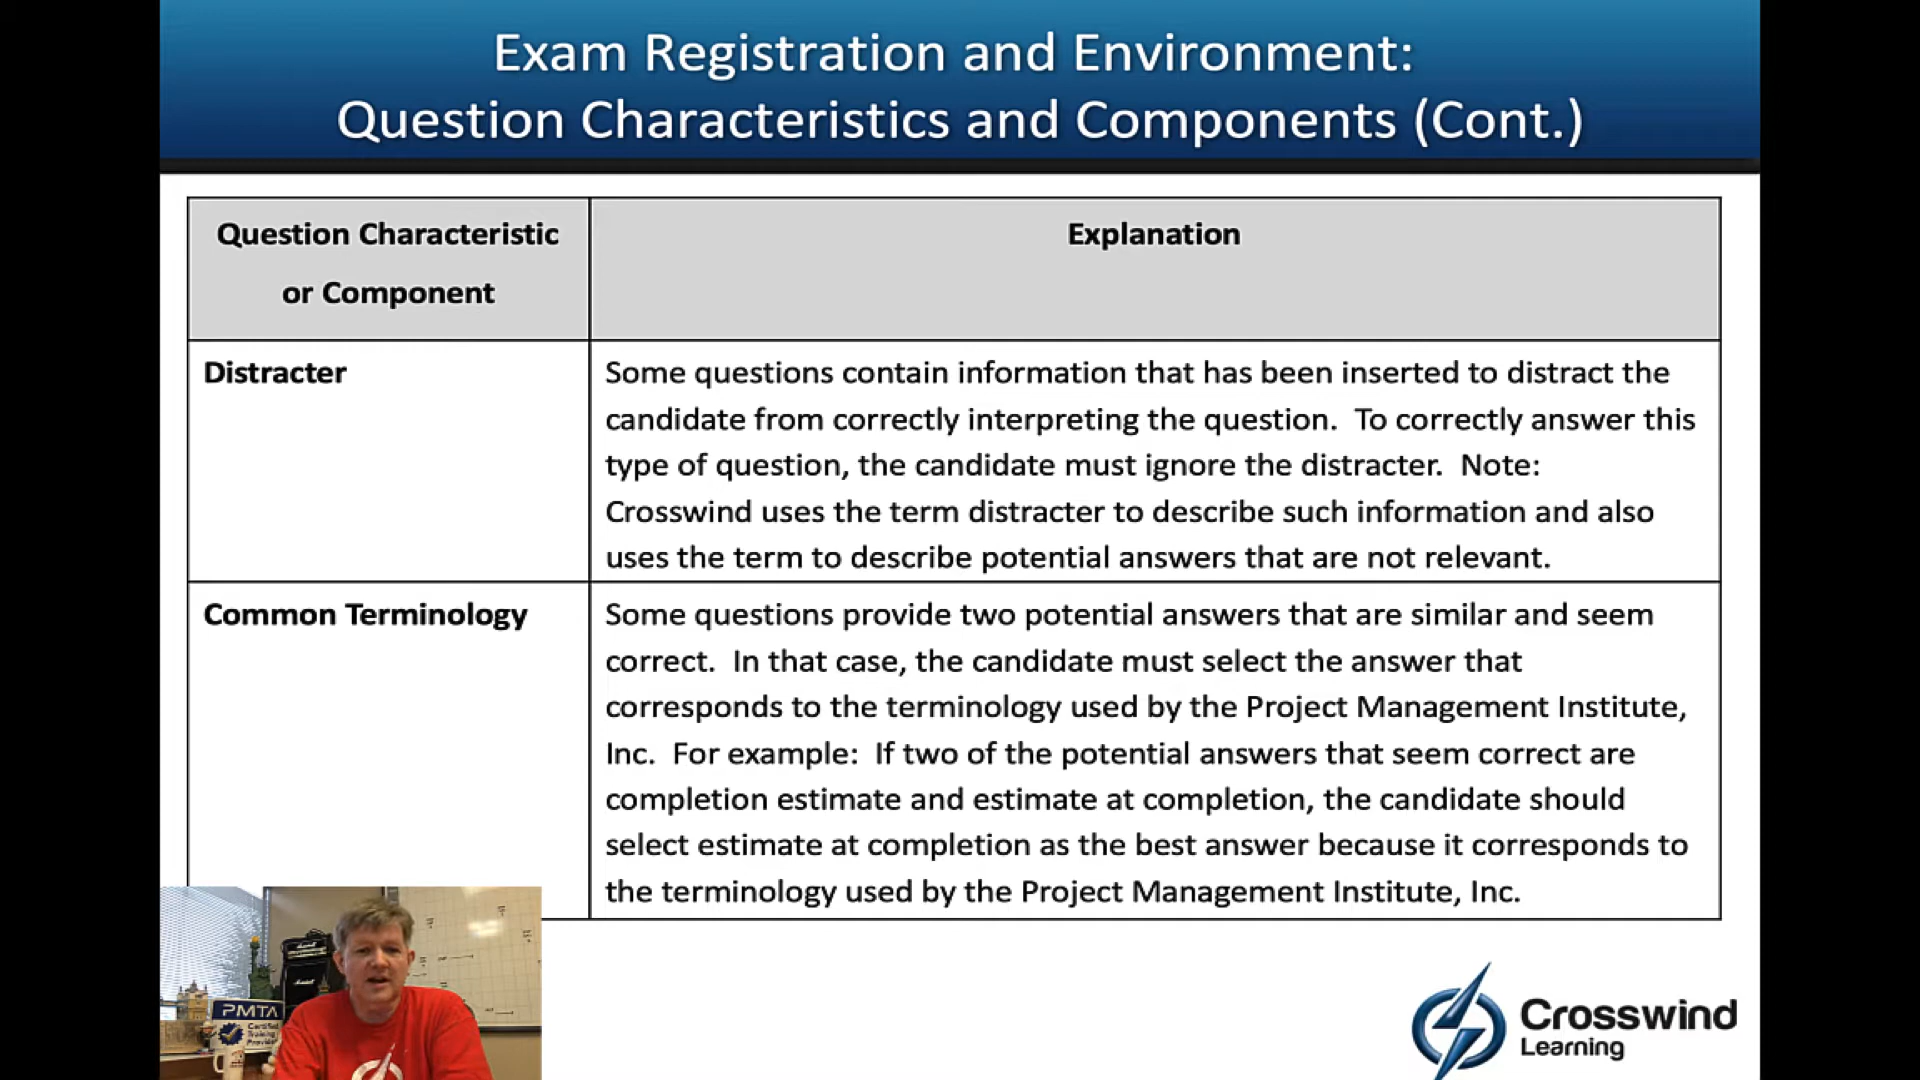 Exam Registration and Environment:
Question Characteristics and Components (Cont.)
Question Characteristic
or Component
Explanation
Distracter
Some questions contain information that has been inserted to distract the
candidate from correctly interpreting the question.  To correctly answer this
type of question, the candidate must ignore the distracter.  Note:
Crosswind uses the term distracter to describe such information and also
uses the term to describe potential answers that are not relevant.
Common Terminology
Some questions provide two potential answers that are similar and seem
correct.  In that case, the candidate must select the answer that
corresponds to the terminology used by the Project Management Institute,
Inc.  For example:  If two of the potential answers that seem correct are
completion estimate and estimate at completion, the candidate should
select estimate at completion as the best answer because it corresponds to
the terminology used by the Project Management Institute, Inc.
Marshall
PMTA
Certified
Training
Provider
Crosswind
Learning